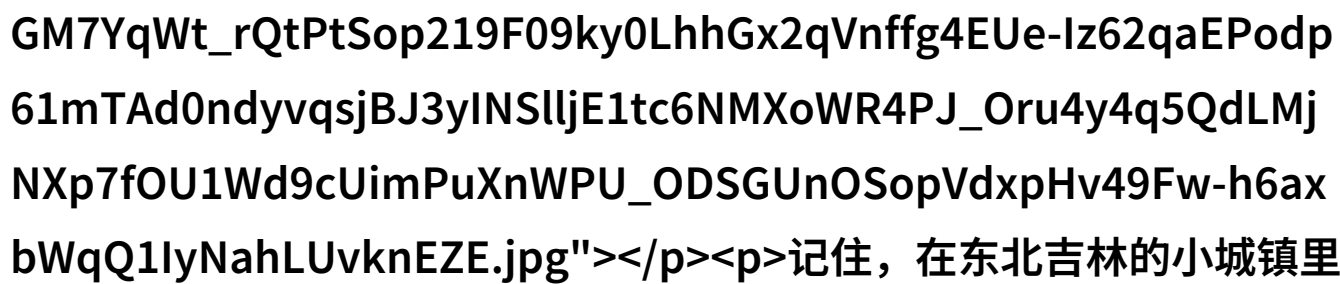 GM7YqWt_rQtPtSop219F09ky0LhhGx2qVnffg4EUe-Iz62qaEPodp
61mTAd0ndyvqsjBJ3yINSlljE1tc6NMXoWR4PJ_Oru4y4q5QdLMj
NXp7fOU1Wd9cUimPuXnWPU_ODSGUnOSopVdxpHv49Fw-h6ax
bWqQ1IyNahLUvknEZE.jpg"></p><p>记住，在东北吉林的小城镇里